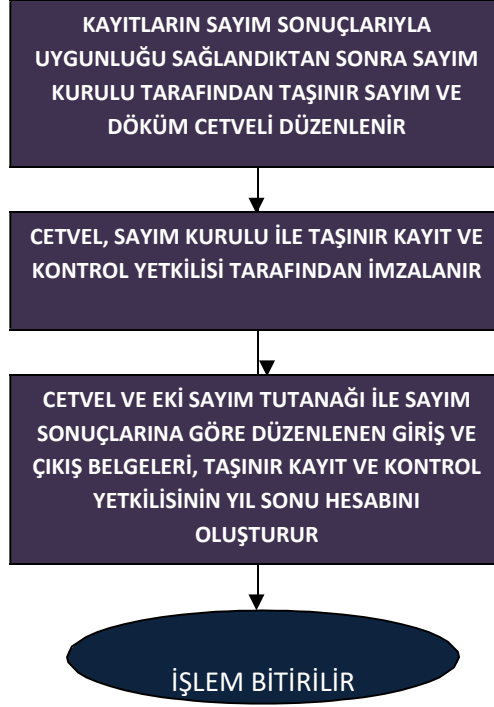 KAYITLARIN SAYIM SONUÇLARIYLA
UYGUNLUĞU SAĞLANDIKTAN SONRA SAYIM
KURULU TARAFINDAN TAŞINIR SAYIM VE
DÖKÜM CETVELİ DÜZENLENİR
CETVEL, SAYIM KURULU İLE TAŞINIR KAYIT VE
KONTROL YETKİLİSİ TARAFINDAN İMZALANIR
CETVEL VE EKİ SAYIM TUTANAĞI İLE SAYIM
SONUÇLARINA GÖRE DÜZENLENEN GİRİŞ VE
ÇIKIŞ BELGELERİ, TAŞINIR KAYIT VE KONTROL
YETKİLİSİNİN YIL SONU HESABINI
OLUŞTURUR
İŞLEM BİTİRİLİR